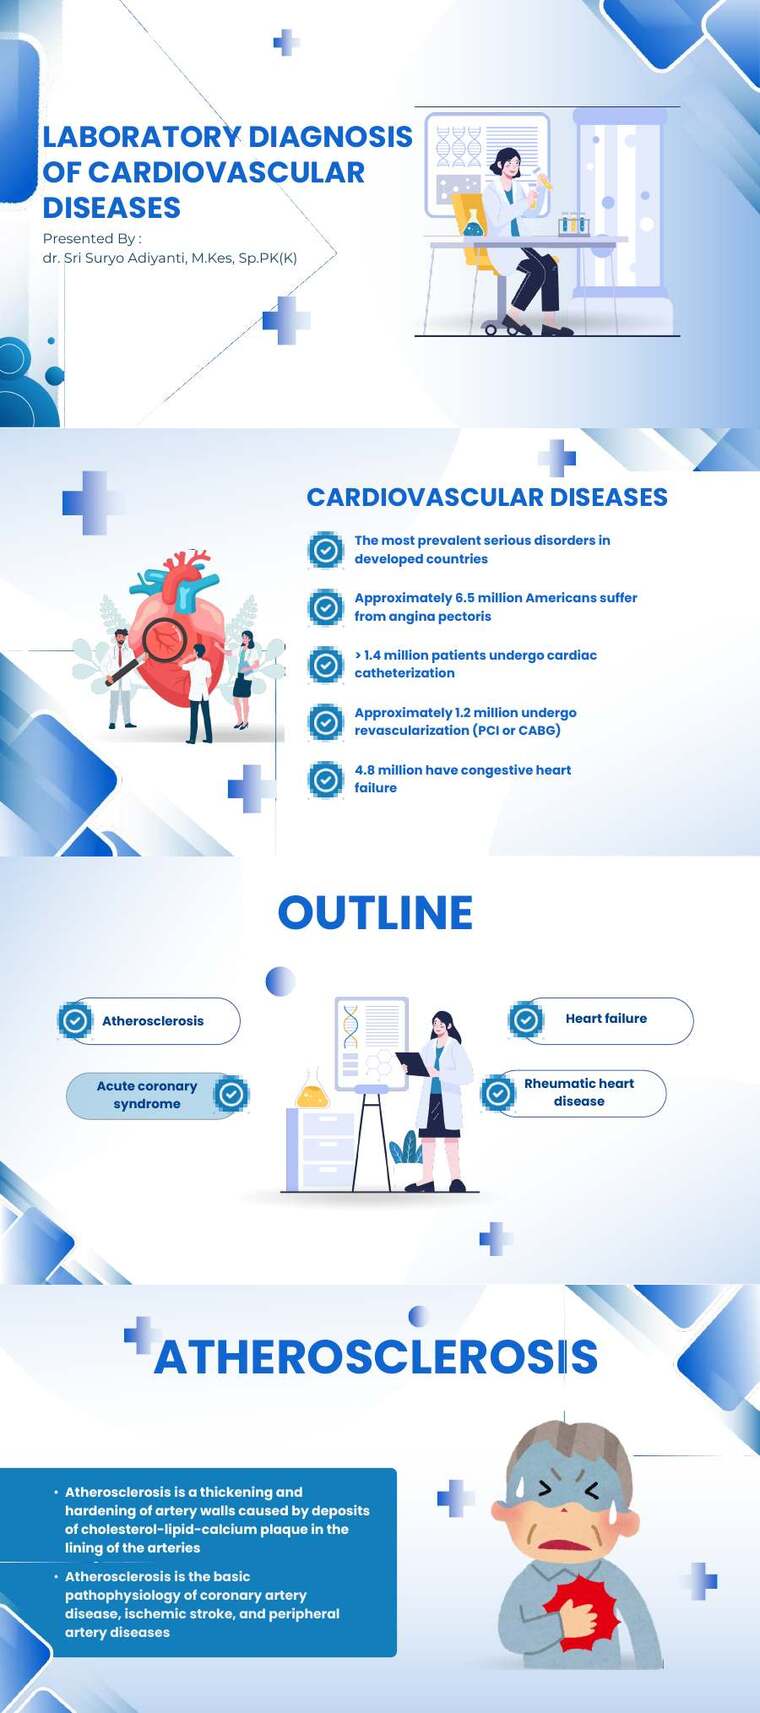 LABORATORY DIAGNOSIS
OF CARDIOVASCULAR
DISEASES
Presented By :
dr. Sri Suryo Adiyanti, M.Kes, Sp.PK(K)
CARDIOVASCULAR DISEASES
The most prevalent serious disorders in
developed countries
Approximately 6.5 million Americans suffer
from angina pectoris
> 1.4 million patients undergo cardiac
catheterization
Approximately 1.2 million undergo
revascularization (PCI or CABG)
4.8 million have congestive heart
failure
OUTLINE
Atherosclerosis
Acute coronary
syndrome
Heart failure
Rheumatic heart
disease
ATHEROSCLEROSIS
• Atherosclerosis is a thickening and
hardening of artery walls caused by deposits
of cholesterol-lipid-calcium plaque in the
lining of the arteries
• Atherosclerosis is the basic
pathophysiology of coronary artery
disease, ischemic stroke, and peripheral
artery diseases